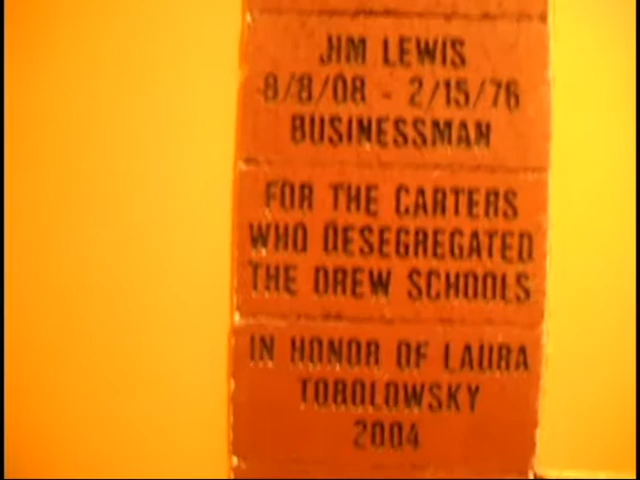 JIM LEWIS
8/8/08 - 2/15/76
BUSINESSMAN
FOR THE CARTERS
WHO DESEGREGATED
THE DREW SCHOOLS
IN HONOR OF LAURA
TOBOLOWSKY
2004